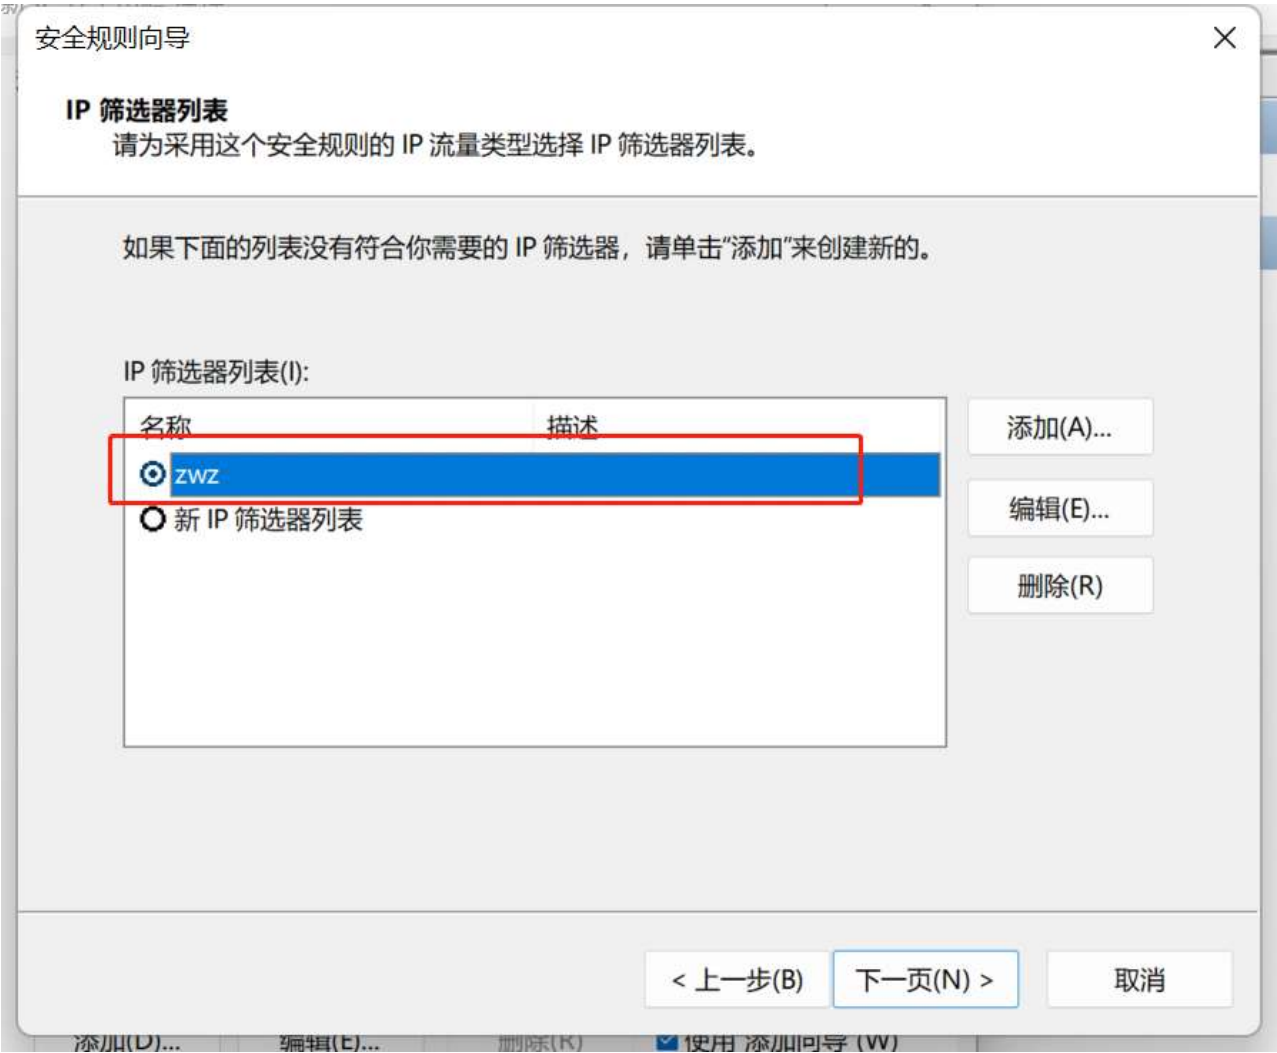 安全规则向导
IP 筛选器列表
请为采用这个安全规则的 IP 流量类型选择 IP 筛选器列表。
如果下面的列表没有符合你需要的 IP 筛选器，请单击“添加”来创建新的。
IP 筛选器列表(I):
名称 描述
添加(A)...
zwz
编辑(E)...
新 IP 筛选器列表
删除(R)
< 上一步(B) 下一页(N) > 取消
添加(D)... 编辑(E)... 删除(R) 使用 添加向导 (W)